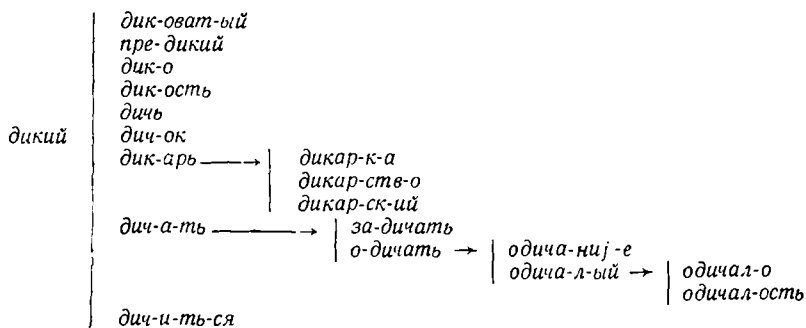 дик-оват-ый
пре-дикий
дик-о
дик-ость
дичь
дикий дич-ок
дик-арь → дикар-к-а
дикар-ств-о
дикар-ск-ий
дич-а-ть → за-дичать
о-дичать → одича-ниj-е
одича-л-ый → одичал-о
одичал-ость
дич-и-ть-ся